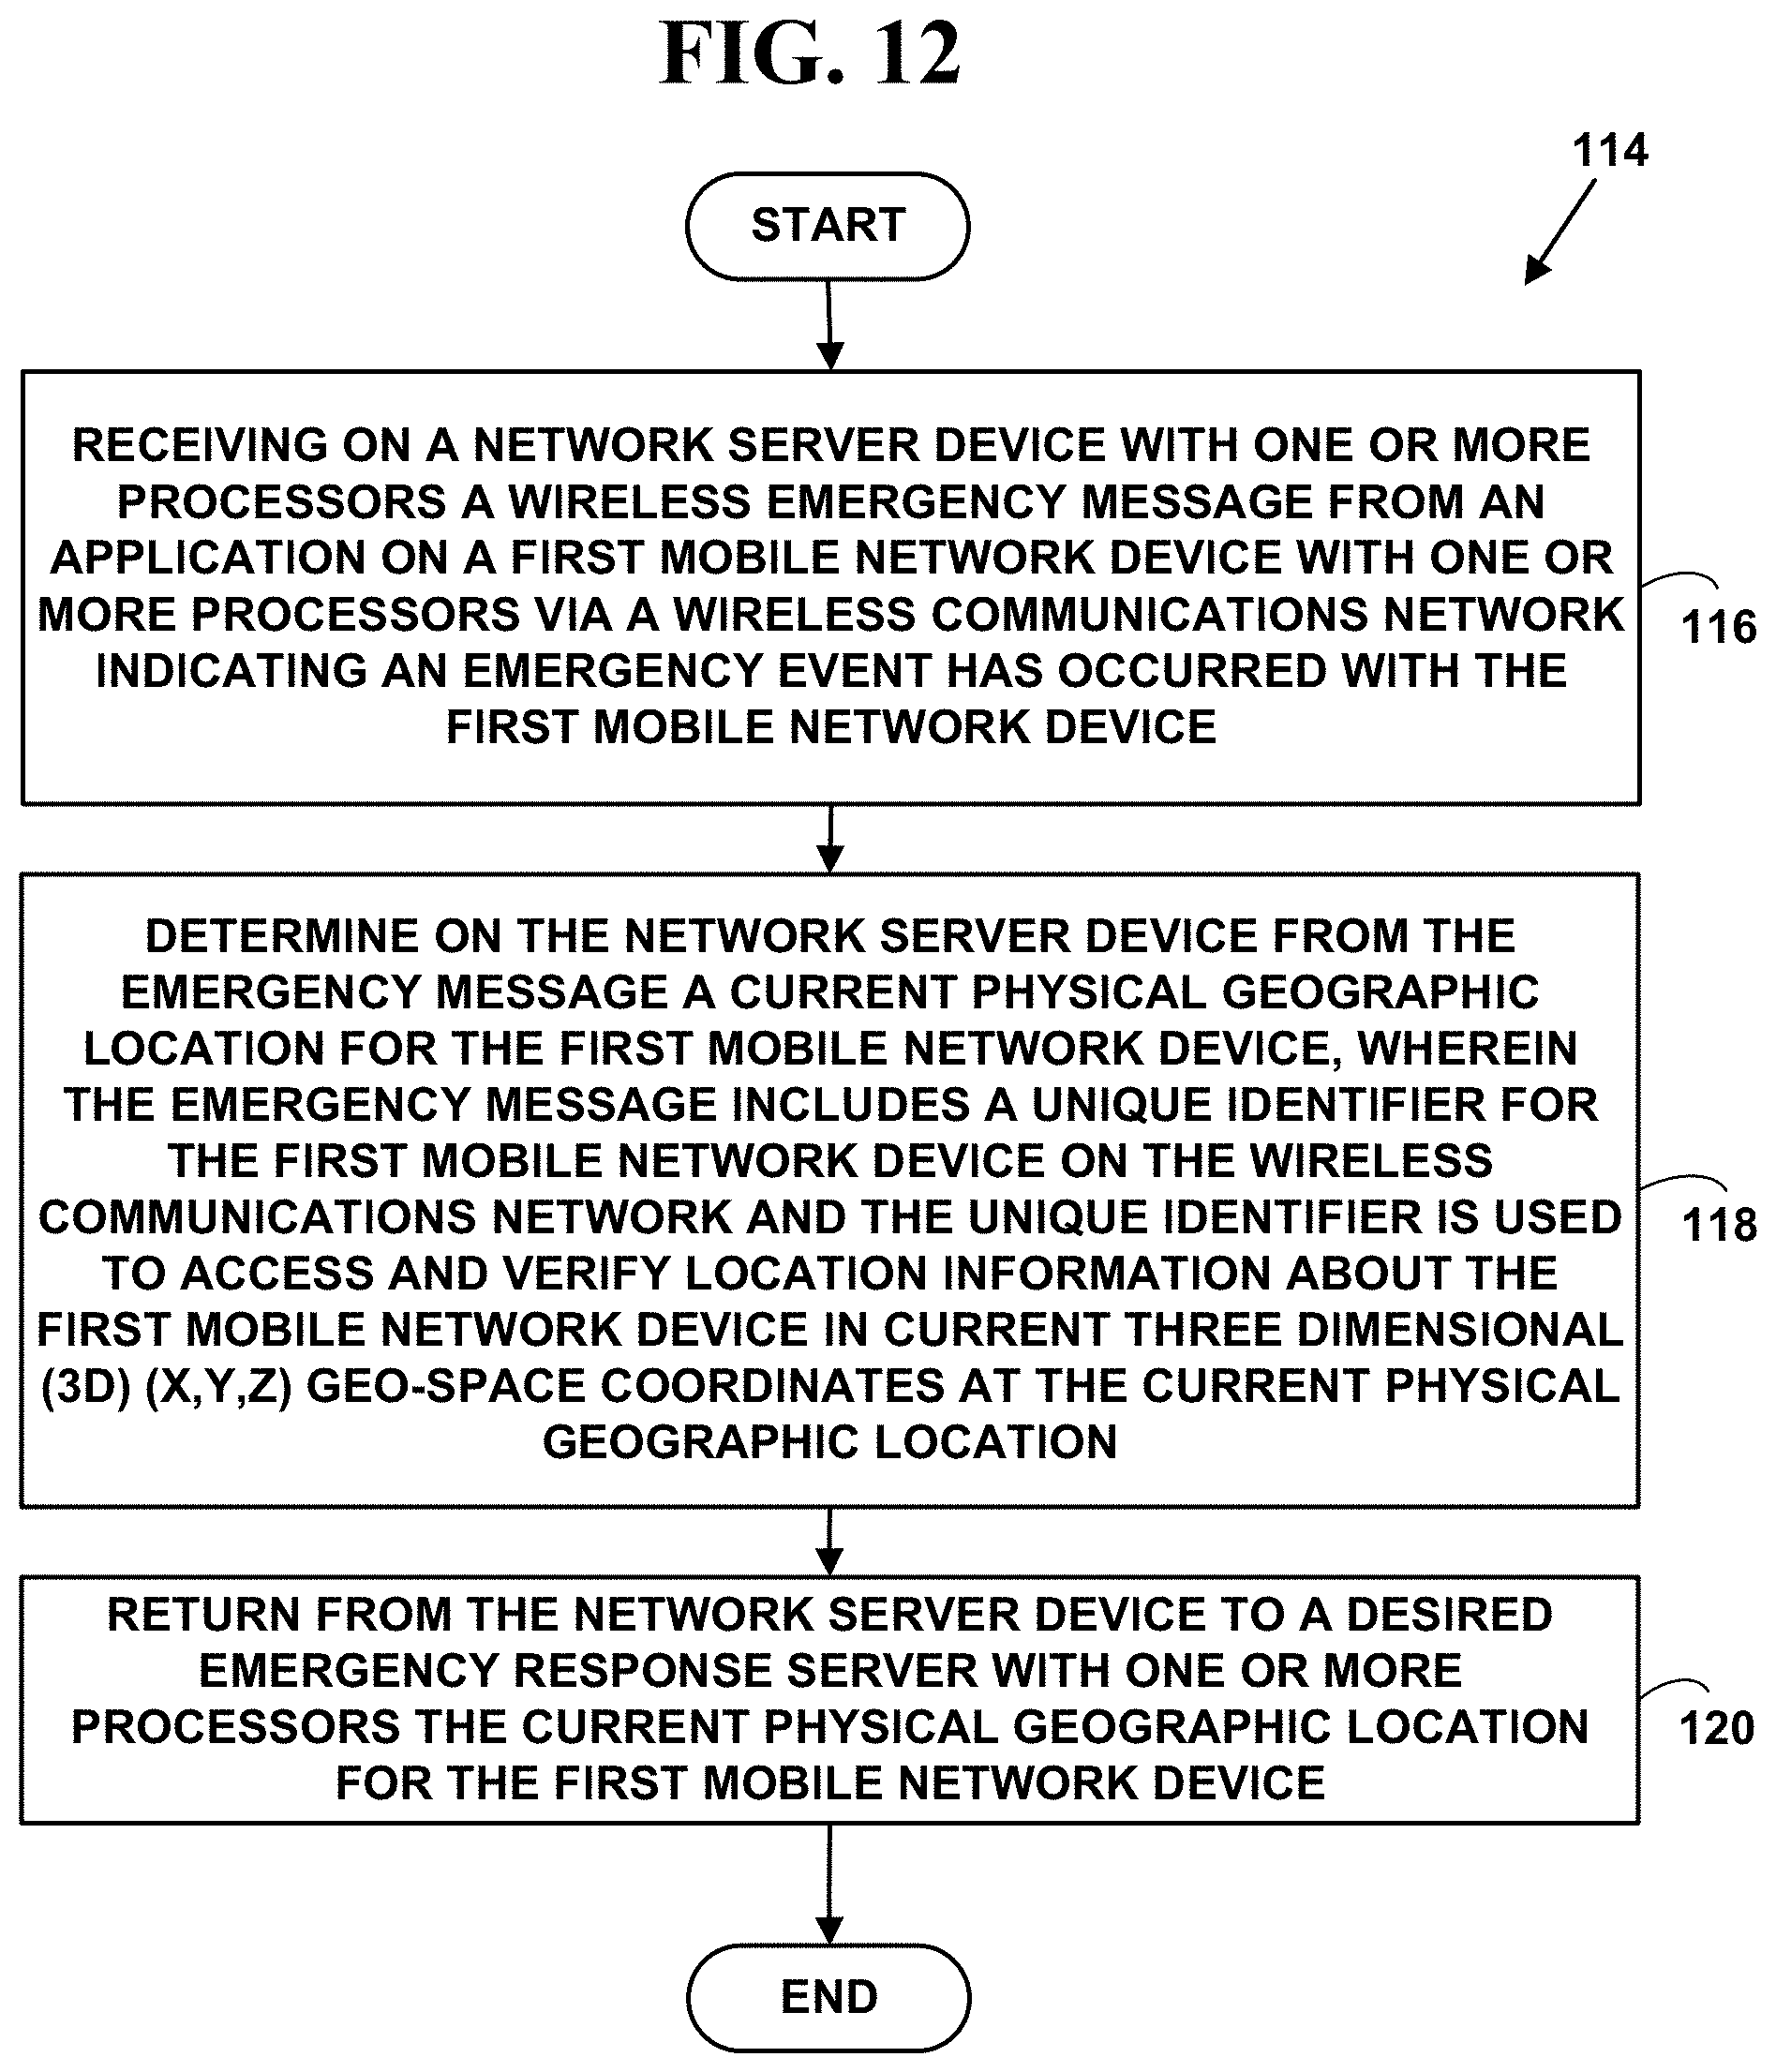 FIG. 12
114
START
RECEIVING ON A NETWORK SERVER DEVICE WITH ONE OR MORE
PROCESSORS A WIRELESS EMERGENCY MESSAGE FROM AN
APPLICATION ON A FIRST MOBILE NETWORK DEVICE WITH ONE OR
MORE PROCESSORS VIA A WIRELESS COMMUNICATIONS NETWORK
INDICATING AN EMERGENCY EVENT HAS OCCURRED WITH THE
FIRST MOBILE NETWORK DEVICE
116
DETERMINE ON THE NETWORK SERVER DEVICE FROM THE
EMERGENCY MESSAGE A CURRENT PHYSICAL GEOGRAPHIC
LOCATION FOR THE FIRST MOBILE NETWORK DEVICE, WHEREIN
THE EMERGENCY MESSAGE INCLUDES A UNIQUE IDENTIFIER FOR
THE FIRST MOBILE NETWORK DEVICE ON THE WIRELESS
COMMUNICATIONS NETWORK AND THE UNIQUE IDENTIFIER IS USED
TO ACCESS AND VERIFY LOCATION INFORMATION ABOUT THE
FIRST MOBILE NETWORK DEVICE IN CURRENT THREE DIMENSIONAL
(3D) (X,Y,Z) GEO-SPACE COORDINATES AT THE CURRENT PHYSICAL
GEOGRAPHIC LOCATION
118
RETURN FROM THE NETWORK SERVER DEVICE TO A DESIRED
EMERGENCY RESPONSE SERVER WITH ONE OR MORE
PROCESSORS THE CURRENT PHYSICAL GEOGRAPHIC LOCATION
FOR THE FIRST MOBILE NETWORK DEVICE
120
END